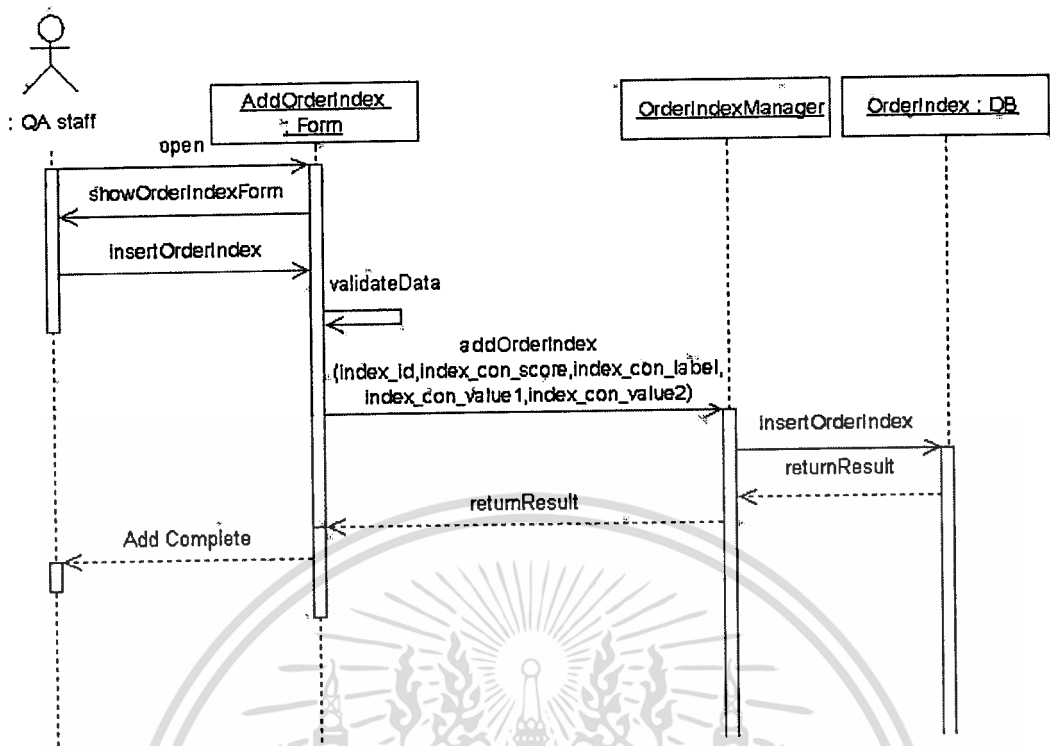 : QA staff
AddOrderIndex
: Form
OrderIndexManager
OrderIndex : DB
open
showOrderIndexForm
insertOrderIndex
validateData
addOrderIndex
(index_id,index_con_score,index_con_label,
index_con_value1,index_con_value2)
insertOrderIndex
returnResult
returnResult
Add Complete